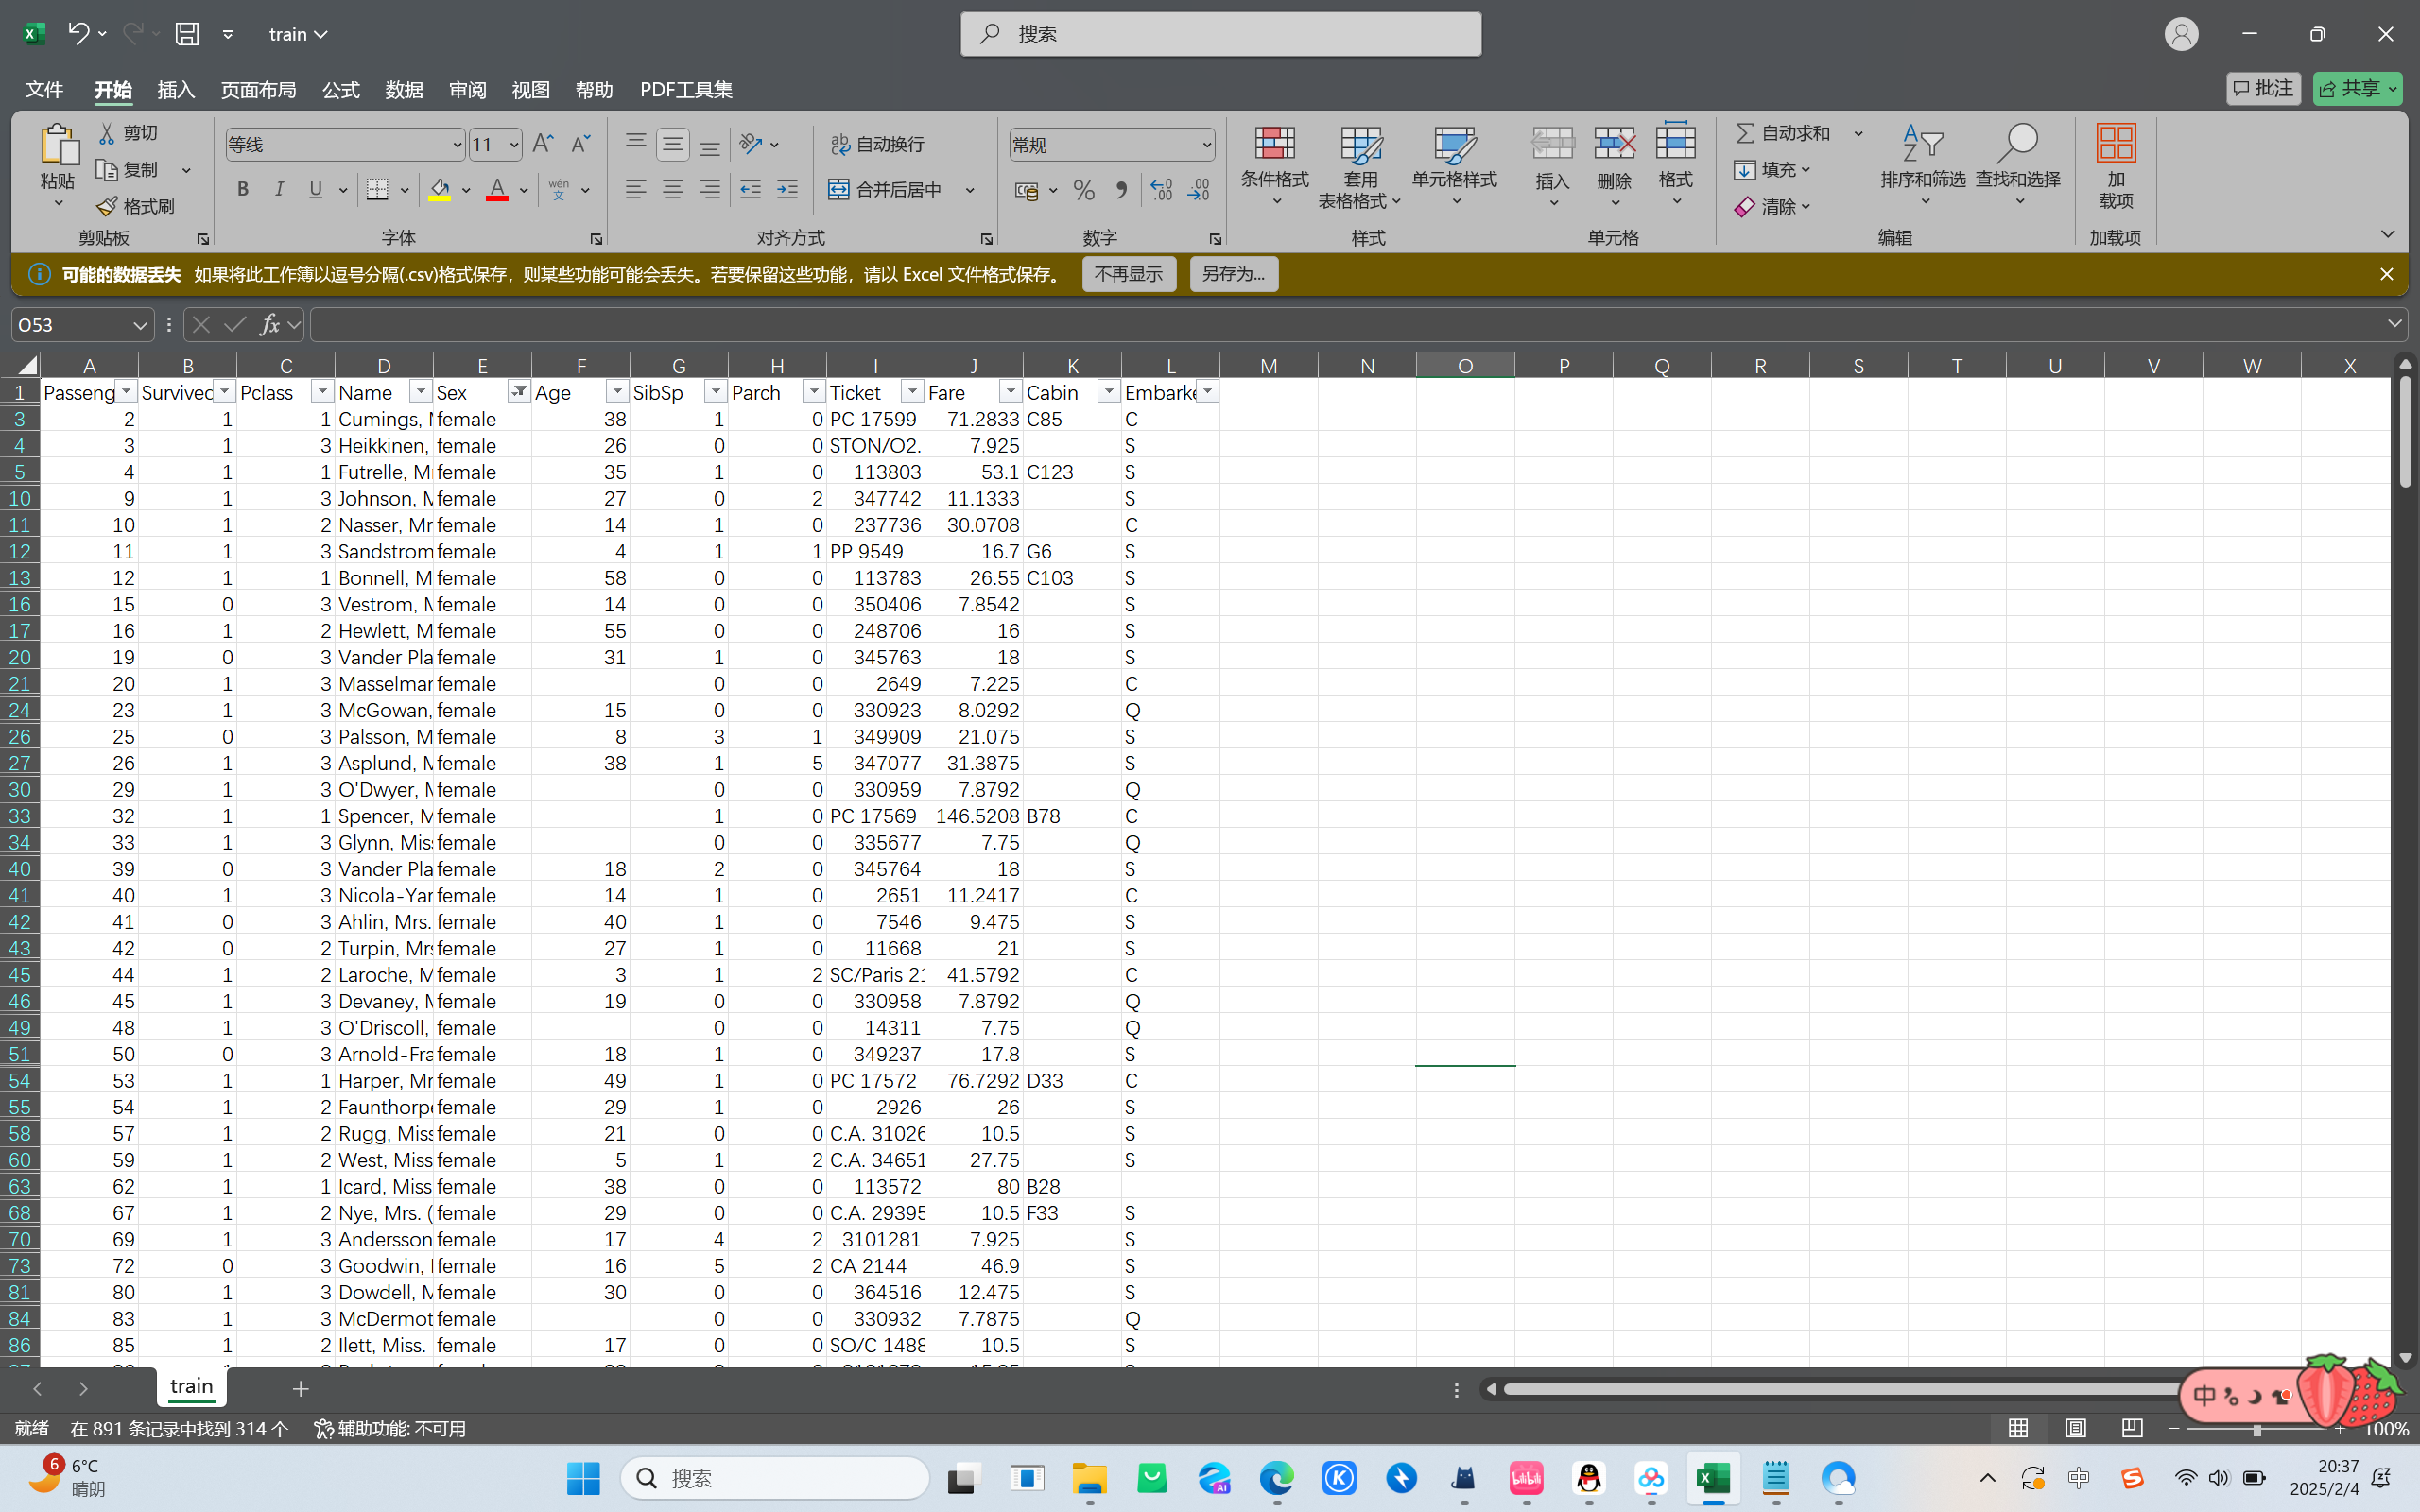 train
搜索
文件 开始 插入 页面布局 公式 数据 审阅 视图 帮助 PDF工具集 批注 共享
粘贴 剪切 复制 格式刷 剪贴板
等线 11 B I U A wén 文 字体
ab 自动换行 合并后居中 对齐方式
常规 % 数字
条件格式 套用 表格格式 单元格样式 样式
插入 删除 格式 单元格
自动求和 填充 清除 排序和筛选 查找和选择 编辑
加 载项 加载项
可能的数据丢失 如果将此工作簿以逗号分隔(.csv)格式保存，则某些功能可能会丢失。若要保留这些功能，请以 Excel 文件格式保存。 不再显示 另存为...
O53 fx
A B C D E F G H I J K L M N O P Q R S T U V W X
1 Passeng Survived Pclass Name Sex Age SibSp Parch Ticket Fare Cabin Embarke
3 2 1 1 Cumings, female 38 1 0 PC 17599 71.2833 C85 C
4 3 1 3 Heikkinen, female 26 0 0 STON/O2. 7.925 S
5 4 1 1 Futrelle, M female 35 1 0 113803 53.1 C123 S
10 9 1 3 Johnson, M female 27 0 2 347742 11.1333 S
11 10 1 2 Nasser, Mr female 14 1 0 237736 30.0708 C
12 11 1 3 Sandstrom female 4 1 1 PP 9549 16.7 G6 S
13 12 1 1 Bonnell, M female 58 0 0 113783 26.55 C103 S
16 15 0 3 Vestrom, female 14 0 0 350406 7.8542 S
17 16 1 2 Hewlett, M female 55 0 0 248706 16 S
20 19 0 3 Vander Pla female 31 1 0 345763 18 S
21 20 1 3 Masselmar female 0 0 2649 7.225 C
24 23 1 3 McGowan, female 15 0 0 330923 8.0292 Q
26 25 0 3 Palsson, M female 8 3 1 349909 21.075 S
27 26 1 3 Asplund, M female 38 1 5 347077 31.3875 S
30 29 1 3 O'Dwyer, female 0 0 330959 7.8792 Q
33 32 1 1 Spencer, M female 1 0 PC 17569 146.5208 B78 C
34 33 1 3 Glynn, Mis female 0 0 335677 7.75 Q
40 39 0 3 Vander Pla female 18 2 0 345764 18 S
41 40 1 3 Nicola-Yar female 14 1 0 2651 11.2417 C
42 41 0 3 Ahlin, Mrs. female 40 1 0 7546 9.475 S
43 42 0 2 Turpin, Mrs female 27 1 0 11668 21 S
45 44 1 2 Laroche, M female 3 1 2 SC/Paris 21 41.5792 C
46 45 1 3 Devaney, female 19 0 0 330958 7.8792 Q
49 48 1 3 O'Driscoll, female 0 0 14311 7.75 Q
51 50 0 3 Arnold-Fra female 18 1 0 349237 17.8 S
54 53 1 1 Harper, Mr female 49 1 0 PC 17572 76.7292 D33 C
55 54 1 2 Faunthorpe female 29 1 0 2926 26 S
58 57 1 2 Rugg, Miss female 21 0 0 C.A. 31026 10.5 S
60 59 1 2 West, Miss female 5 1 2 C.A. 34651 27.75 S
63 62 1 1 Icard, Miss female 38 0 0 113572 80 B28
68 67 1 2 Nye, Mrs. ( female 29 0 0 C.A. 29395 10.5 F33 S
70 69 1 3 Andersson female 17 4 2 3101281 7.925 S
73 72 0 3 Goodwin, female 16 5 2 CA 2144 46.9 S
81 80 1 3 Dowdell, M female 30 0 0 364516 12.475 S
84 83 1 3 McDermot female 0 0 330932 7.7875 Q
86 85 1 2 Ilett, Miss. female 17 0 0 SO/C 1488 10.5 S
train
中
就绪 在 891 条记录中找到 314 个 辅助功能: 不可用 100%
6 6°C 搜索 AI K bilibili 中 S 20:37
晴朗 2025/2/4